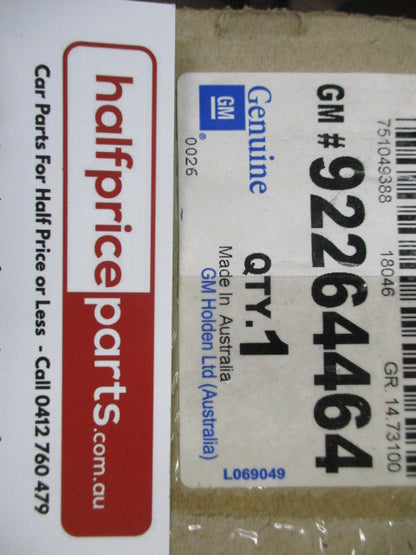 halfpriceparts.com.au
Car Parts For Half Price or Less - Call 0412 760 479
751049388 18046 GR. 14.73100
GM # 92264464
Genuine
GM
®
0026
QTY. 1
Made In Australia
GM Holden Ltd (Australia)
L069049